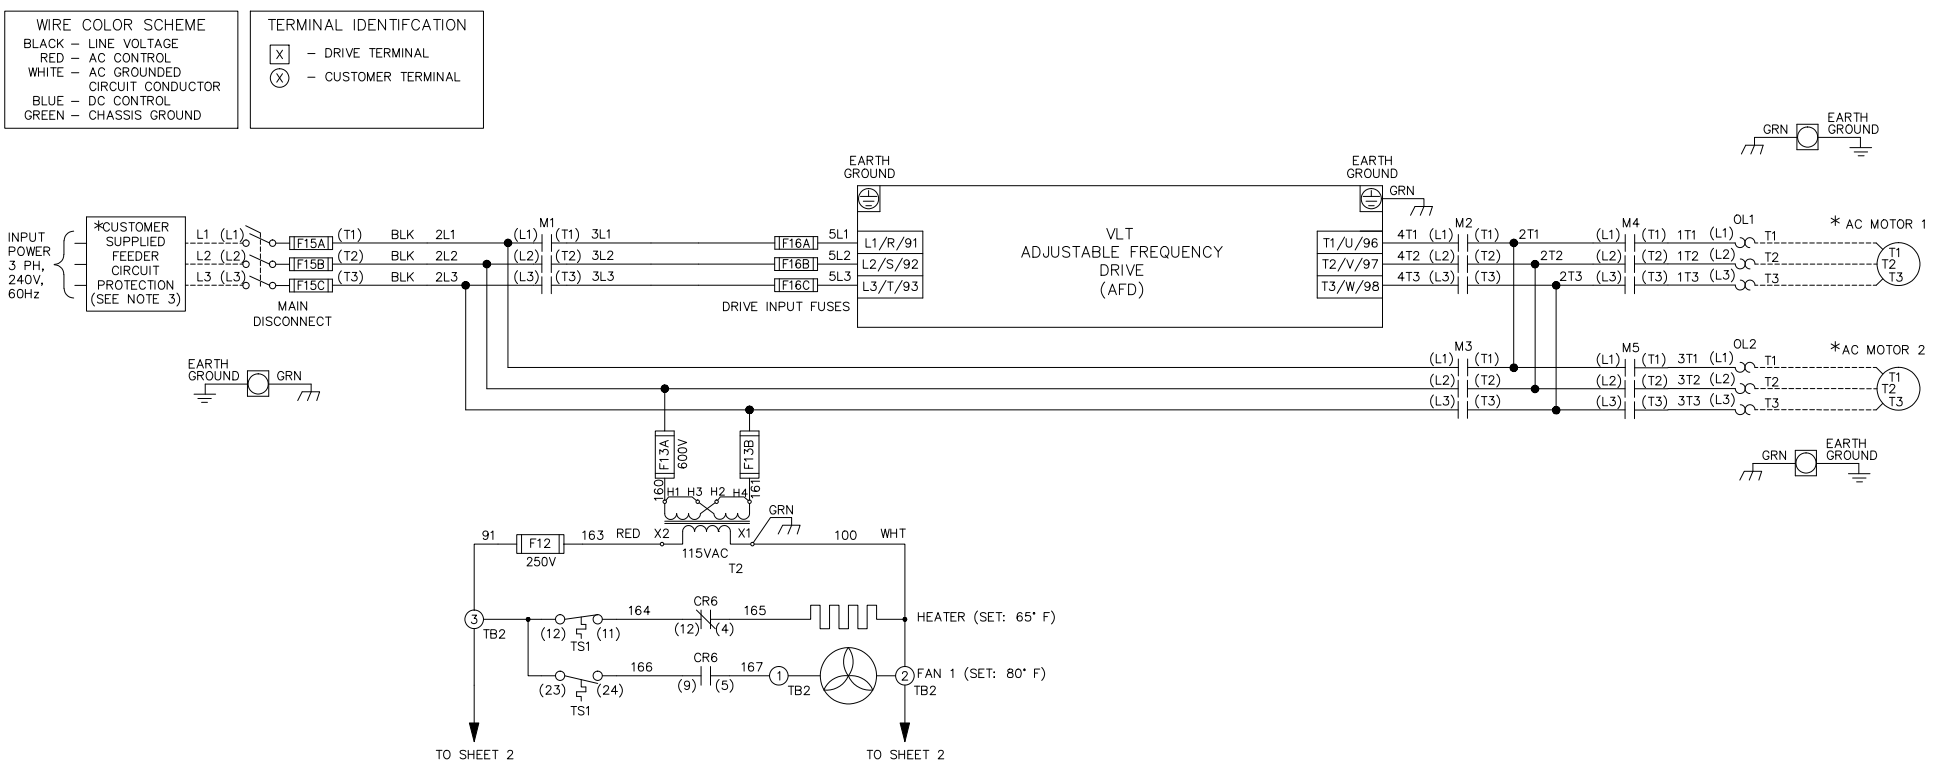 WIRE COLOR SCHEME
BLACK – LINE VOLTAGE
RED – AC CONTROL
WHITE – AC GROUNDED
CIRCUIT CONDUCTOR
BLUE – DC CONTROL
GREEN – CHASSIS GROUND
TERMINAL IDENTIFCATION
X – DRIVE TERMINAL
X – CUSTOMER TERMINAL
GRN
EARTH
GROUND
EARTH
GROUND
EARTH
GROUND
GRN
INPUT
POWER
3 PH,
240V,
60Hz
*CUSTOMER
SUPPLIED
FEEDER
CIRCUIT
PROTECTION
(SEE NOTE 3)
L1 (L1) F15A (T1) BLK 2L1 (L1) M1 (T1) 3L1 F16A 5L1 L1/R/91
L2 (L2) F15B (T2) BLK 2L2 (L2) (T2) 3L2 F16B 5L2 L2/S/92
L3 (L3) F15C (T3) BLK 2L3 (L3) (T3) 3L3 F16C 5L3 L3/T/93
MAIN
DISCONNECT
DRIVE INPUT FUSES
VLT
ADJUSTABLE FREQUENCY
DRIVE
(AFD)
T1/U/96 4T1 (L1) M2 (T1) 2T1 (L1) M4 (T1) 1T1 (L1) OL1 T1
T2/V/97 4T2 (L2) (T2) 2T2 (L2) (T2) 1T2 (L2) T2
T3/W/98 4T3 (L3) (T3) 2T3 (L3) (T3) 1T3 (L3) T3
* AC MOTOR 1
T1
T2
T3
EARTH
GROUND
GRN
(L1) M3 (T1) (L1) M5 (T1) 3T1 (L1) OL2 T1
(L2) (T2) (L2) (T2) 3T2 (L2) T2
(L3) (T3) (L3) (T3) 3T3 (L3) T3
*AC MOTOR 2
T1
T2
T3
GRN
EARTH
GROUND
F13A
600V
F13B
160
161
H1 H3 H2 H4
GRN
91 F12 163 RED X2 X1 100 WHT
250V
115VAC
T2
3
TB2
(12) (11)
TS1
164
CR6
(12) (4)
165
HEATER (SET: 65° F)
(23) (24)
TS1
166
CR6
(9) (5)
167
1
TB2
2
TB2
FAN 1 (SET: 80° F)
TO SHEET 2
TO SHEET 2